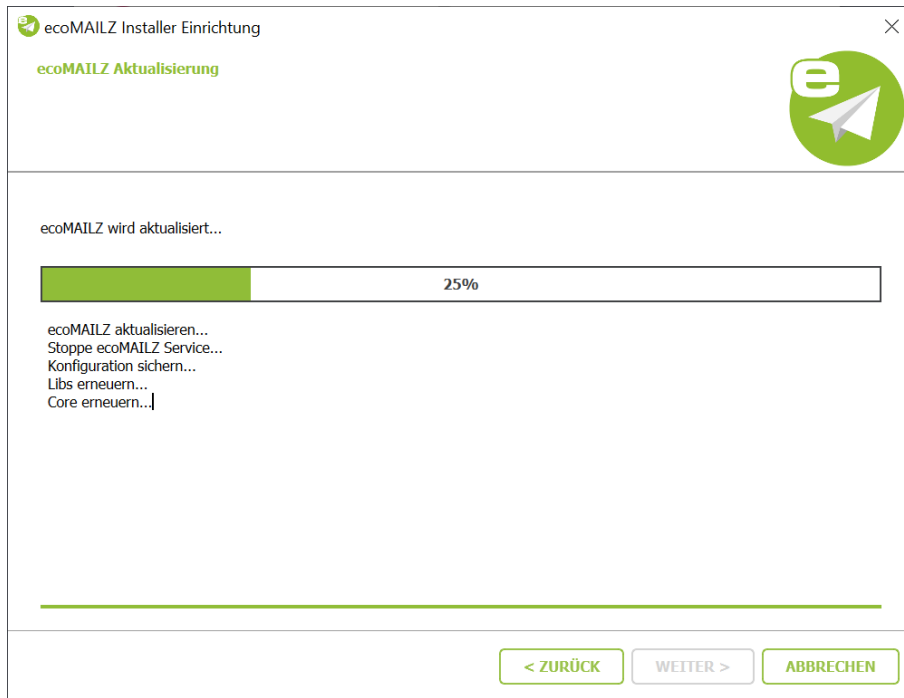 ecoMAILZ Installer Einrichtung
ecoMAILZ Aktualisierung
e
ecoMAILZ wird aktualisiert...
25%
ecoMAILZ aktualisieren...
Stoppe ecoMAILZ Service...
Konfiguration sichern...
Libs erneuern...
Core erneuern...
< ZURÜCK
WEITER >
ABBRECHEN